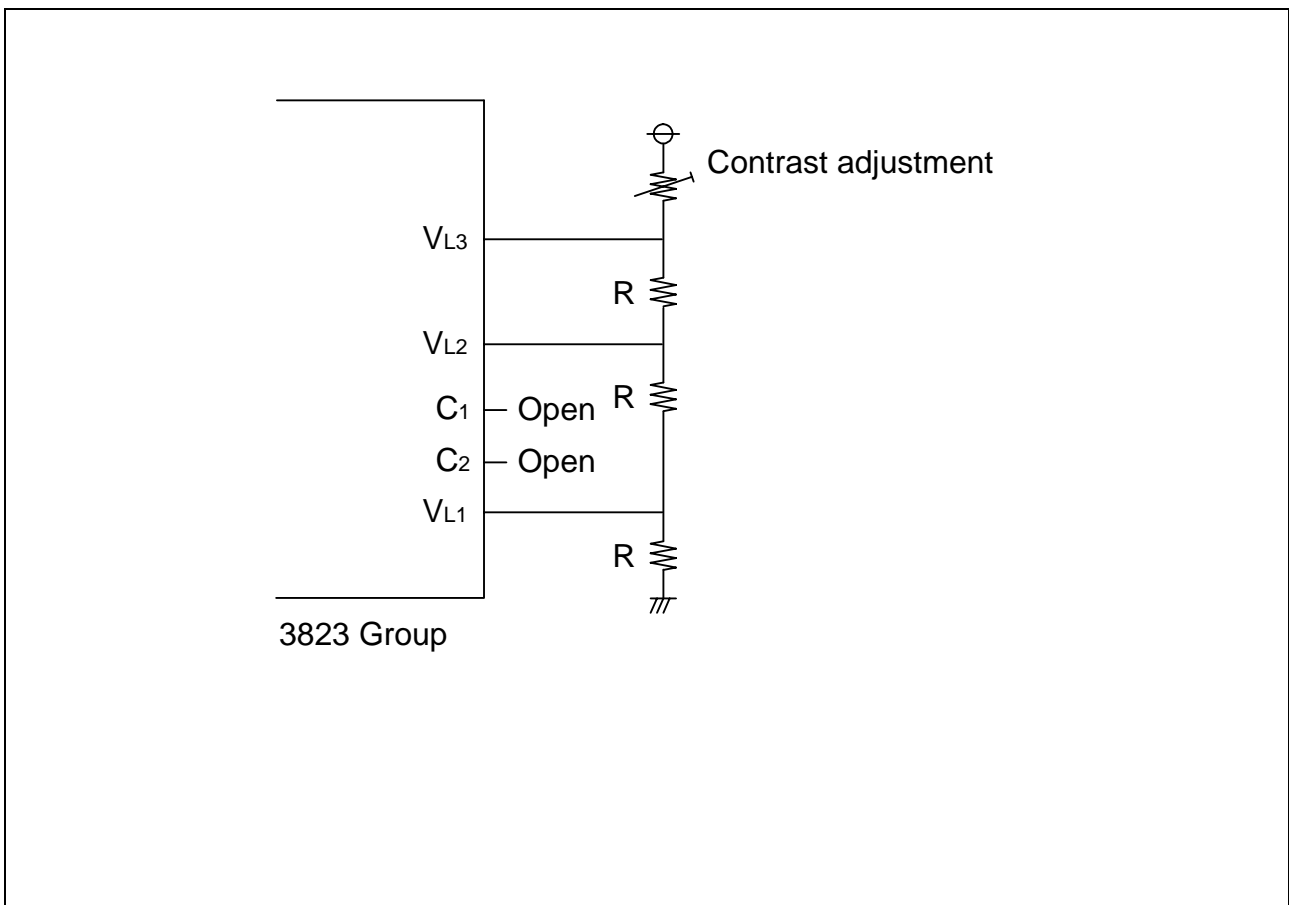 Contrast adjustment
VL3
R
VL2
R
C1 Open
C2 Open
VL1
R
3823 Group